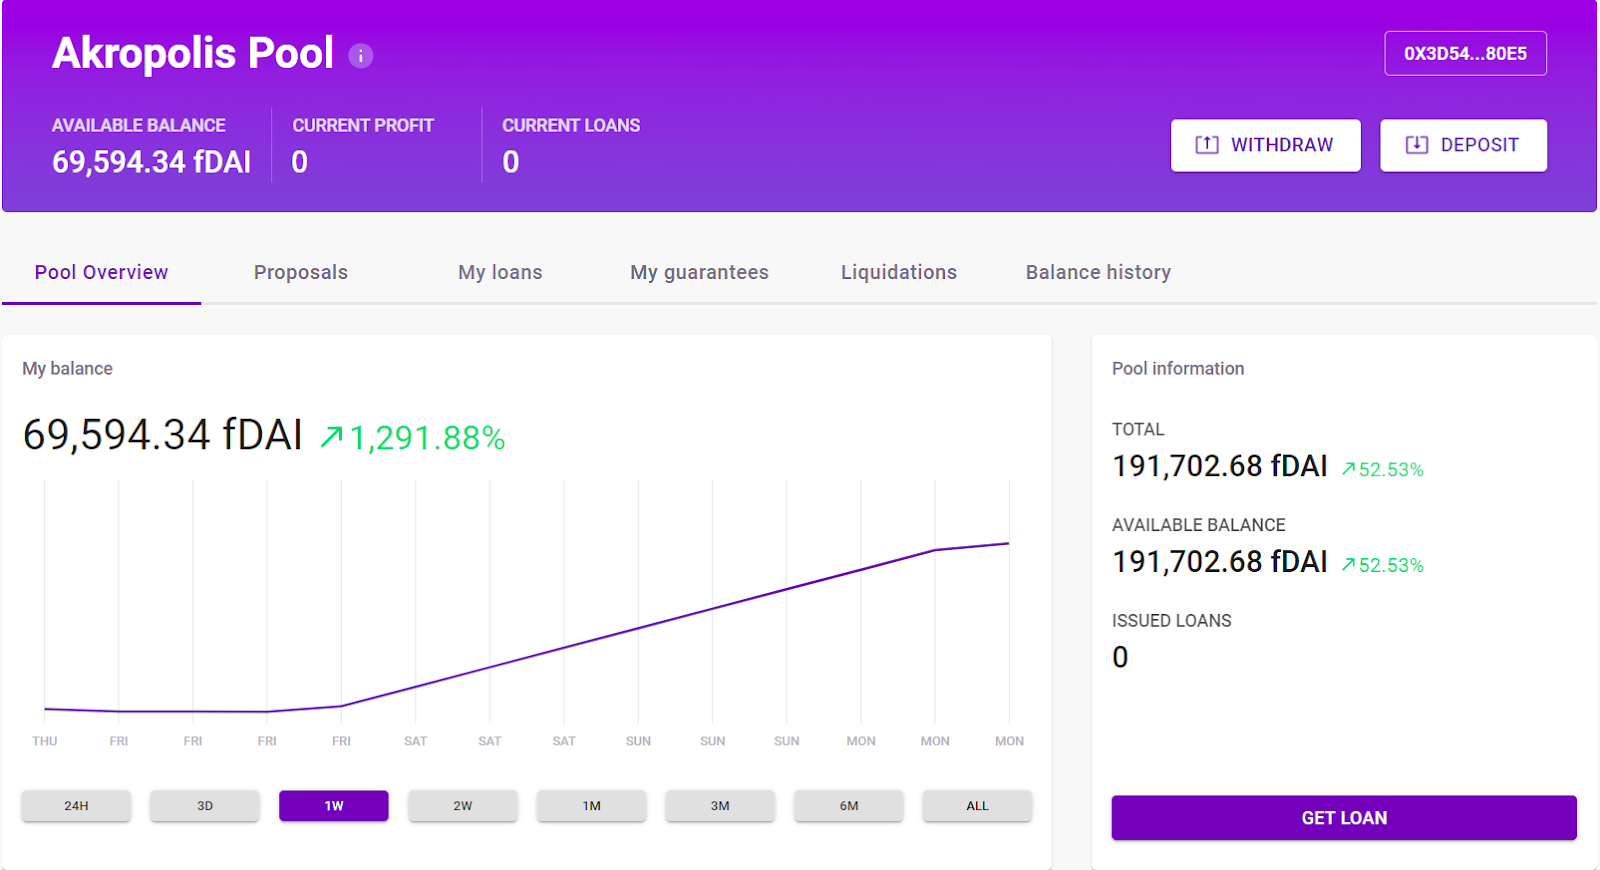 Akropolis Pool i
0X3D54...80E5
AVAILABLE BALANCE
69,594.34 fDAI
CURRENT PROFIT
0
CURRENT LOANS
0
WITHDRAW
DEPOSIT
Pool Overview
Proposals
My loans
My guarantees
Liquidations
Balance history
My balance
69,594.34 fDAI 1,291.88%
THU FRI FRI FRI FRI SAT SAT SAT SUN SUN SUN MON MON MON
24H 3D 1W 2W 1M 3M 6M ALL
Pool information
TOTAL
191,702.68 fDAI 52.53%
AVAILABLE BALANCE
191,702.68 fDAI 52.53%
ISSUED LOANS
0
GET LOAN